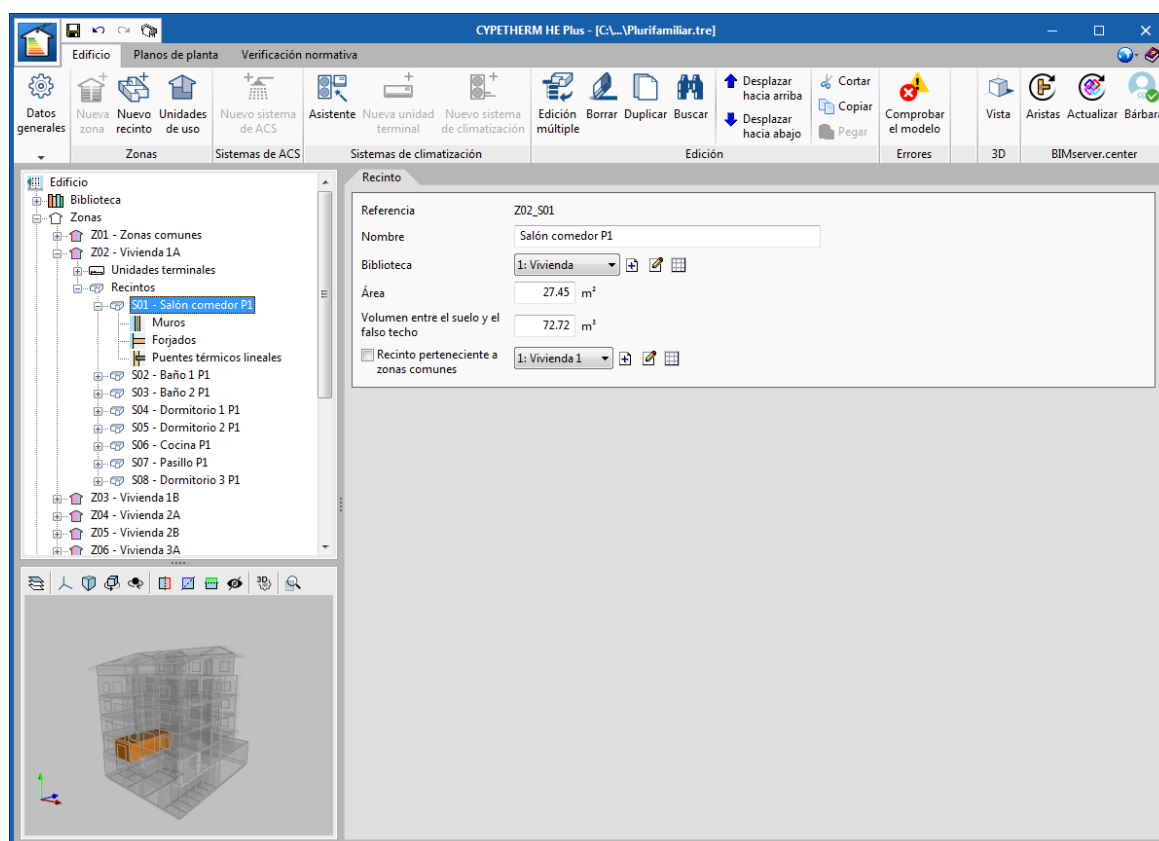 CYPETHERM HE Plus - [C:\...\Plurifamiliar.tre]
Edificio Planos de planta Verificación normativa
Datos generales
Nueva zona
Nuevo recinto
Unidades de uso
Nuevo sistema de ACS
Asistente
Nueva unidad terminal
Nuevo sistema de climatización
Edición múltiple
Borrar
Duplicar
Buscar
Desplazar hacia arriba
Desplazar hacia abajo
Cortar
Copiar
Pegar
Comprobar el modelo
Vista
Aristas
Actualizar
Bárbara
Zonas
Sistemas de ACS
Sistemas de climatización
Edición
Errores
3D
BIMserver.center
Edificio
Biblioteca
Zonas
Z01 - Zonas comunes
Z02 - Vivienda 1A
Unidades terminales
Recintos
S01 - Salón comedor P1
Muros
Forjados
Puentes térmicos lineales
S02 - Baño 1 P1
S03 - Baño 2 P1
S04 - Dormitorio 1 P1
S05 - Dormitorio 2 P1
S06 - Cocina P1
S07 - Pasillo P1
S08 - Dormitorio 3 P1
Z03 - Vivienda 1B
Z04 - Vivienda 2A
Z05 - Vivienda 2B
Z06 - Vivienda 3A
3D
Recinto
Referencia Z02_S01
Nombre Salón comedor P1
Biblioteca 1: Vivienda
Área 27.45 m²
Volumen entre el suelo y el
falso techo 72.72 m³
Recinto perteneciente a
zonas comunes 1: Vivienda 1